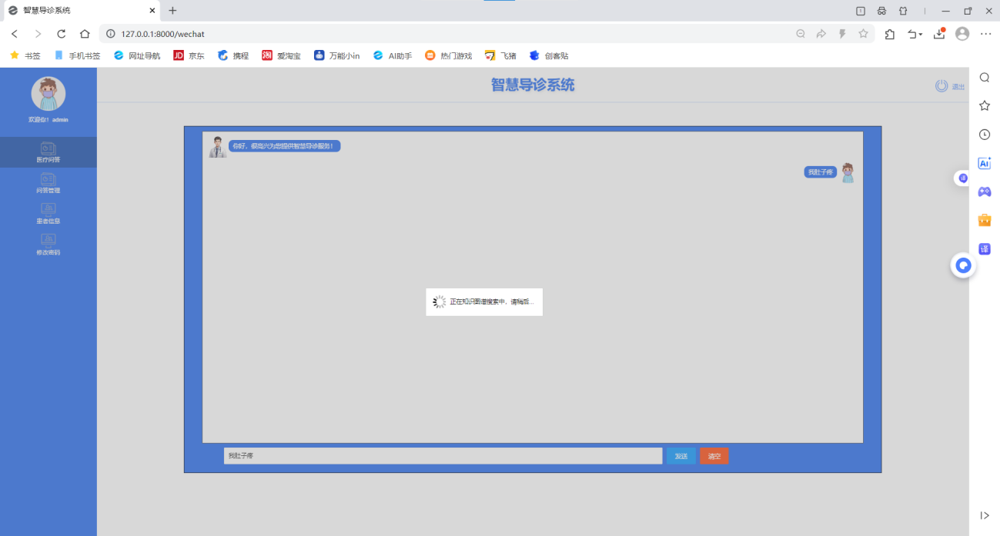 智慧导诊系统
127.0.0.1:8000/wechat
书签 手机书签 网址导航 JD 京东 携程 淘 爱淘宝 万能小in AI助手 热门游戏 飞猪 创客贴
欢迎你！admin
智慧导诊系统
退出
医疗问答
问答管理
患者信息
修改密码
你好，很高兴为您提供智慧导诊服务！
我肚子疼
正在知识图谱搜索中，请稍后...
我肚子疼 发送 清空
AI
译
译